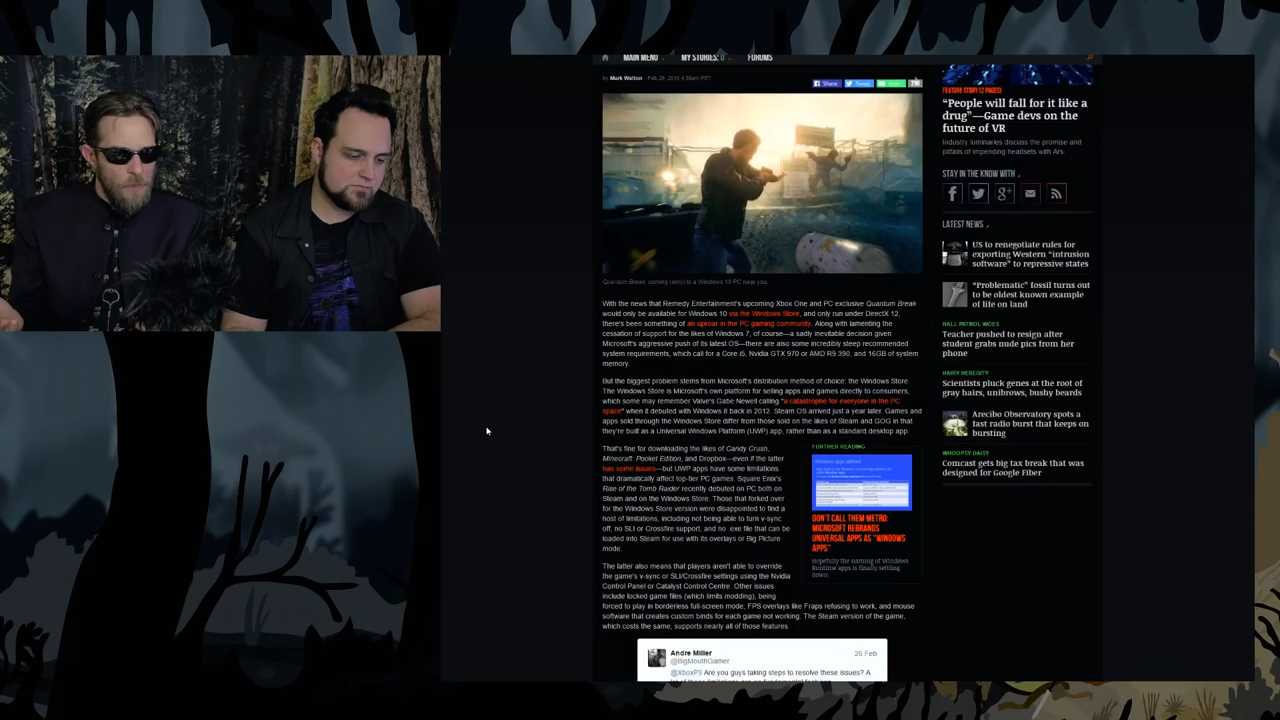 MAIN MENU
MY STORIES: 0
FORUMS
by Mark Walton - Feb 29, 2016 4:56am PST
Share
Tweet
FEATURE STORY (2 PAGES)
“People will fall for it like a
drug”—Game devs on the
future of VR
Industry luminaries discuss the promise and
pitfalls of impending headsets with Ars.
STAY IN THE KNOW WITH
LATEST NEWS
US to renegotiate rules for
exporting Western “intrusion
software” to repressive states
“Problematic” fossil turns out
to be oldest known example
of life on land
HALL PATROL WOES
Teacher pushed to resign after
student grabs nude pics from her
phone
HAIRY HEREDITY
Scientists pluck genes at the root of
gray hairs, unibrows, bushy beards
Arecibo Observatory spots a
fast radio burst that keeps on
bursting
WHOOPSY DAISY
Comcast gets big tax break that was
designed for Google Fiber
Quantum Break coming (only) to a Windows 10 PC near you.
With the news that Remedy Entertainment's upcoming Xbox One and PC exclusive Quantum Break
would only be available for Windows 10 via the Windows Store, and only run under DirectX 12,
there's been something of an uproar in the PC gaming community. Along with lamenting the
cessation of support for the likes of Windows 7, of course—a sadly inevitable decision given
Microsoft's aggressive push of its latest OS—there are also some incredibly steep recommended
system requirements, which call for a Core i5, Nvidia GTX 970 or AMD R9 390, and 16GB of system
memory.
But the biggest problem stems from Microsoft's distribution method of choice: the Windows Store.
The Windows Store is Microsoft's own platform for selling apps and games directly to consumers,
which some may remember Valve's Gabe Newell calling "a catastrophe for everyone in the PC
space" when it debuted with Windows 8 back in 2012. Steam OS arrived just a year later. Games and
apps sold through the Windows Store differ from those sold on the likes of Steam and GOG in that
they're built as a Universal Windows Platform (UWP) app, rather than as a standard desktop app.
That's fine for downloading the likes of Candy Crush,
Minecraft: Pocket Edition, and Dropbox—even if the latter
has some issues—but UWP apps have some limitations
that dramatically affect top-tier PC games. Square Enix's
Rise of the Tomb Raider recently debuted on PC both on
Steam and on the Windows Store. Those that forked over
for the Windows Store version were disappointed to find a
host of limitations, including not being able to turn v-sync
off, no SLI or Crossfire support, and no .exe file that can be
loaded into Steam for use with its overlays or Big Picture
mode.
FURTHER READING
DON'T CALL THEM METRO:
MICROSOFT REBRANDS
UNIVERSAL APPS AS "WINDOWS
APPS"
Hopefully the naming of Windows
Runtime apps is finally settling
down.
The latter also means that players aren't able to override
the game's v-sync or SLI/Crossfire settings using the Nvidia
Control Panel or Catalyst Control Centre. Other issues
include locked game files (which limits modding), being
forced to play in borderless full-screen mode, FPS overlays like Fraps refusing to work, and mouse
software that creates custom binds for each game not working. The Steam version of the game,
which costs the same, supports nearly all of those features.
Andre Miller
26 Feb
@BigMouthGamer
@XboxP3 Are you guys taking steps to resolve these issues? A